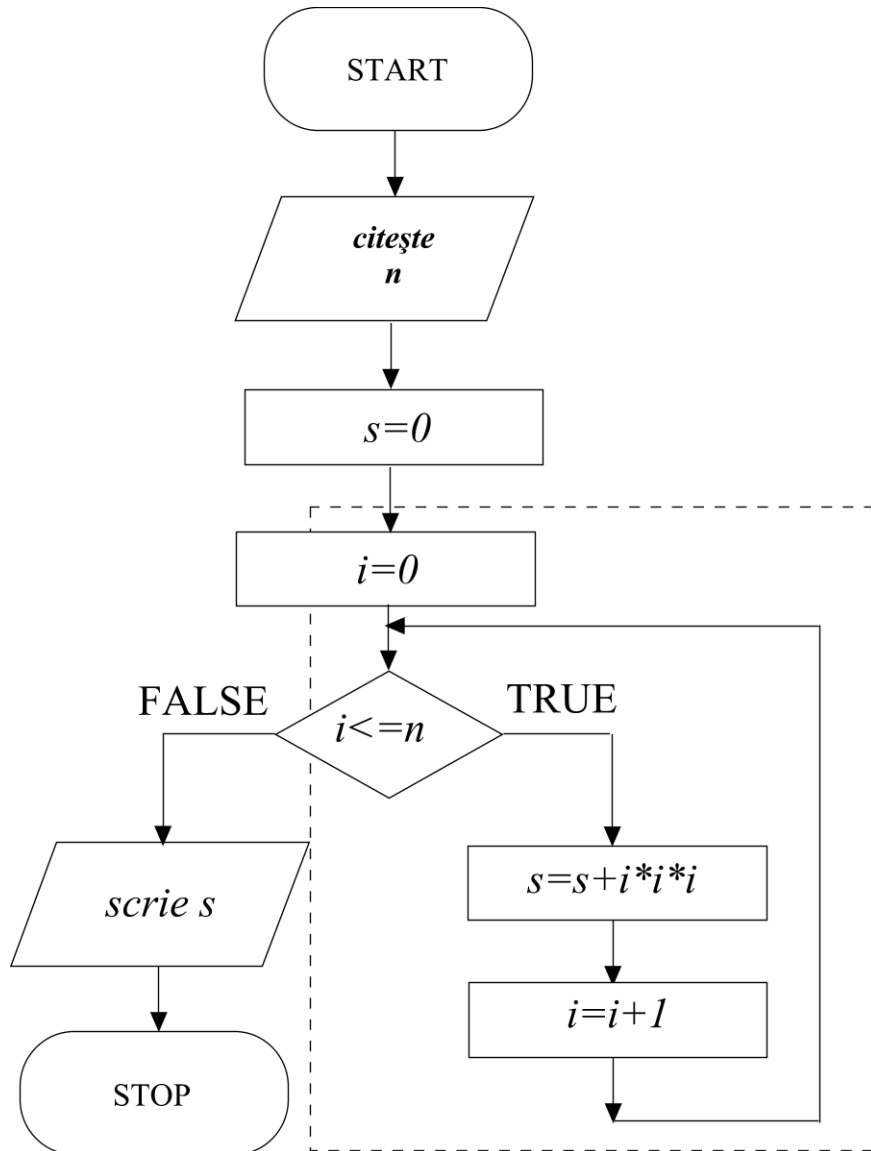 START
citeşte
n
s=0
i=0
FALSE
TRUE
i<=n
s=s+i*i*i
scrie s
i=i+1
STOP